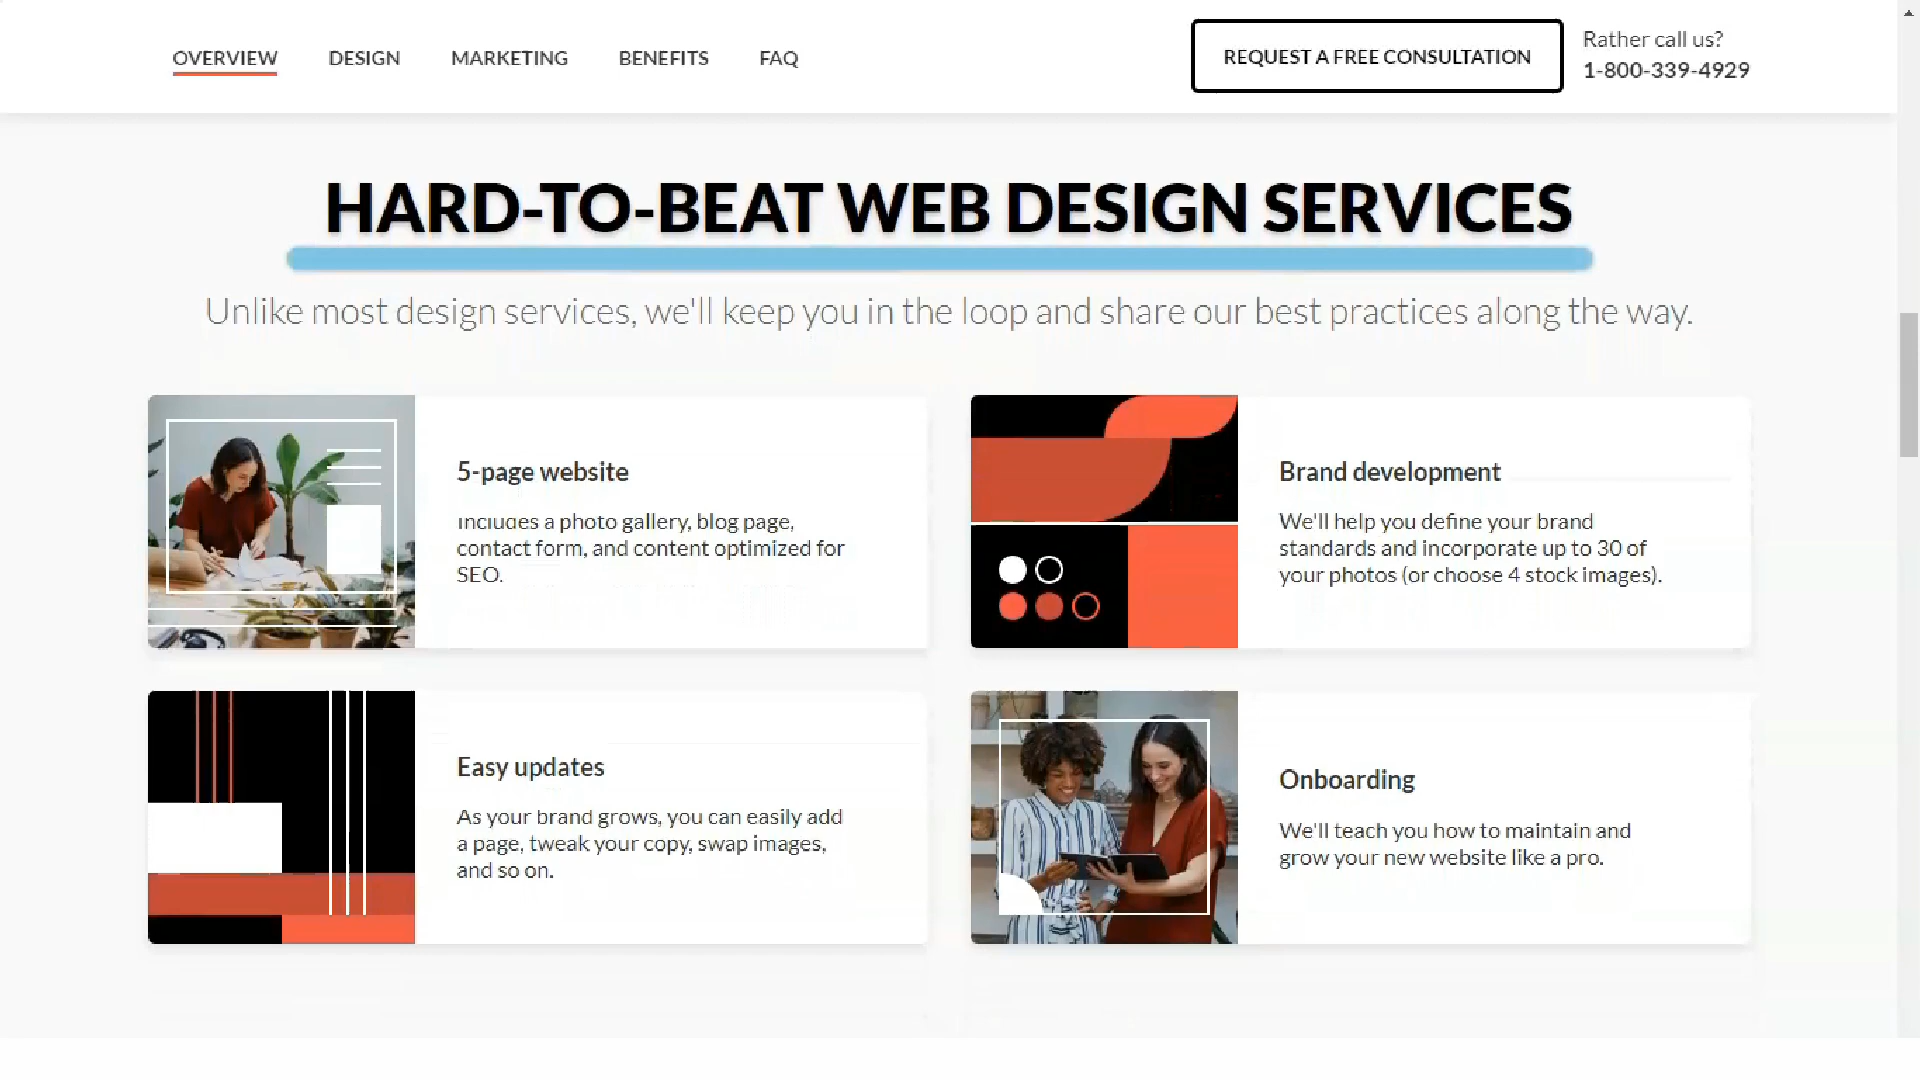 OVERVIEW DESIGN MARKETING BENEFITS FAQ
REQUEST A FREE CONSULTATION
Rather call us?
1-800-339-4929
HARD-TO-BEAT WEB DESIGN SERVICES
Unlike most design services, we'll keep you in the loop and share our best practices along the way.
5-page website
Includes a photo gallery, blog page,
contact form, and content optimized for
SEO.
Brand development
We'll help you define your brand
standards and incorporate up to 30 of
your photos (or choose 4 stock images).
Easy updates
As your brand grows, you can easily add
a page, tweak your copy, swap images,
and so on.
Onboarding
We'll teach you how to maintain and
grow your new website like a pro.